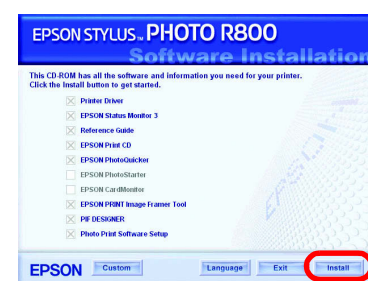 EPSON STYLUS™ PHOTO R800
Software Installation
This CD-ROM has all the software and information you need for your printer.
Click the Install button to get started.
Printer Driver
EPSON Status Monitor 3
Reference Guide
EPSON Print CD
EPSON PhotoQuicker
EPSON PhotoStarter
EPSON CardMonitor
EPSON PRINT Image Framer Tool
PIF DESIGNER
Photo Print Software Setup
EPSON Custom Language Exit Install